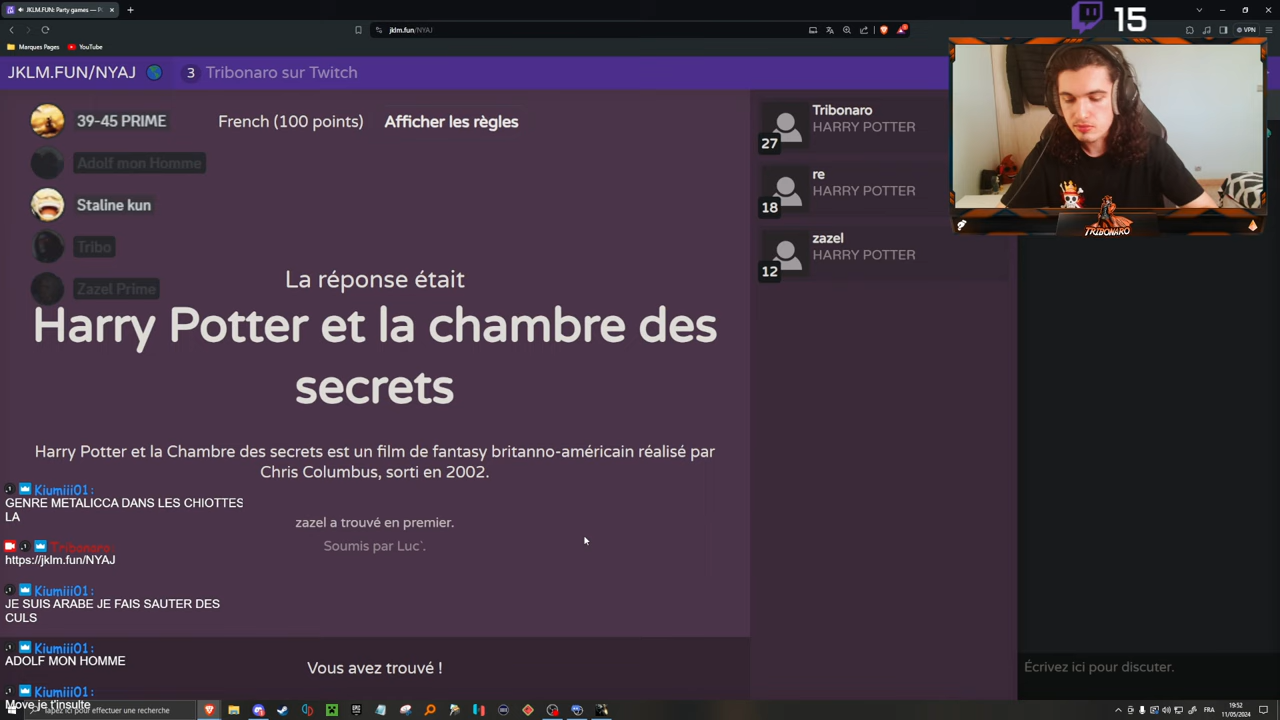 JKLM.FUN: Party games —
jklm.fun/NYAJ
VPN
15
Marques Pages
YouTube
JKLM.FUN/NYAJ
3 Tribonaro sur Twitch
39-45 PRIME
French (100 points)
Afficher les règles
Adolf mon Homme
Staline kun
Tribo
Zazel Prime
La réponse était
Harry Potter et la chambre des
secrets
Harry Potter et la Chambre des secrets est un film de fantasy britanno-américain réalisé par
Chris Columbus, sorti en 2002.
zazel a trouvé en premier.
Soumis par Luc`.
Vous avez trouvé !
Tribonaro
HARRY POTTER
27
re
HARRY POTTER
18
zazel
HARRY POTTER
12
TRIBONARO
Kiumiii01:
GENRE METALICCA DANS LES CHIOTTES
LA
Tribonaro:
https://jklm.fun/NYAJ
Kiumiii01:
JE SUIS ARABE JE FAIS SAUTER DES
CULS
Kiumiii01:
ADOLF MON HOMME
Kiumiii01:
Move je t'insulte
Écrivez ici pour discuter.
Tapez ici pour effectuer une recherche
FRA
19:52
11/05/2024